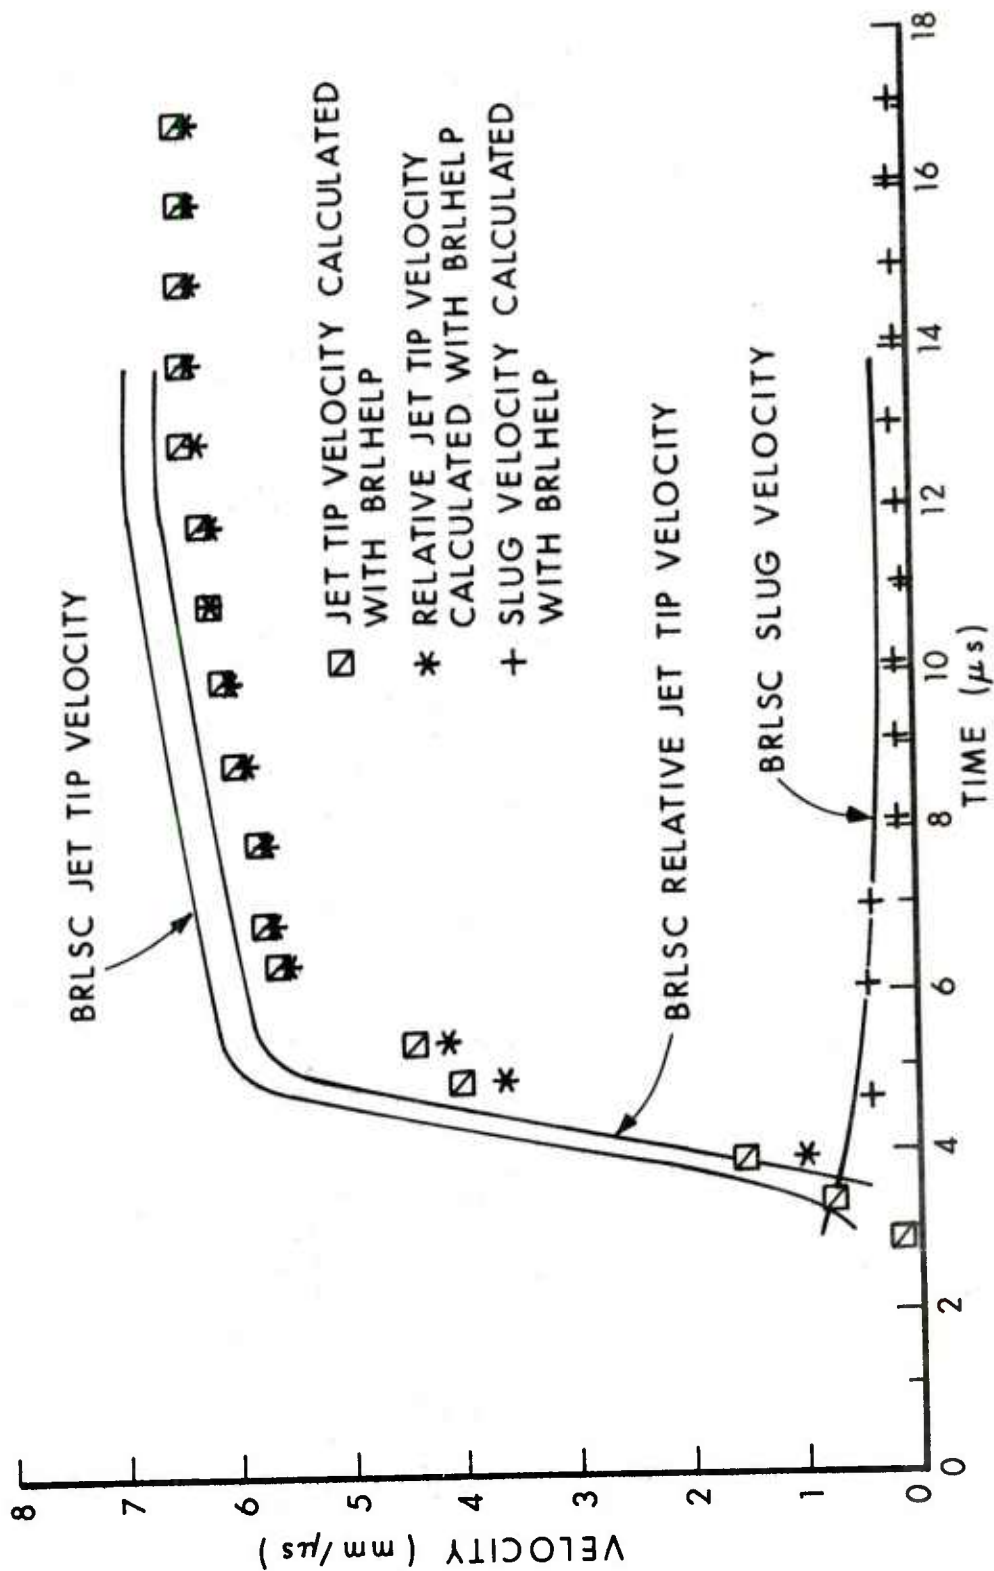 BRLSC JET TIP VELOCITY
JET TIP VELOCITY CALCULATED
WITH BRLHELP
RELATIVE JET TIP VELOCITY
CALCULATED WITH BRLHELP
SLUG VELOCITY CALCULATED
WITH BRLHELP
BRLSC RELATIVE JET TIP VELOCITY
BRLSC SLUG VELOCITY
VELOCITY (mm/μs)
8
7
6
5
4
3
2
1
0
0
2
4
6
8
10
12
14
16
18
TIME (μs)